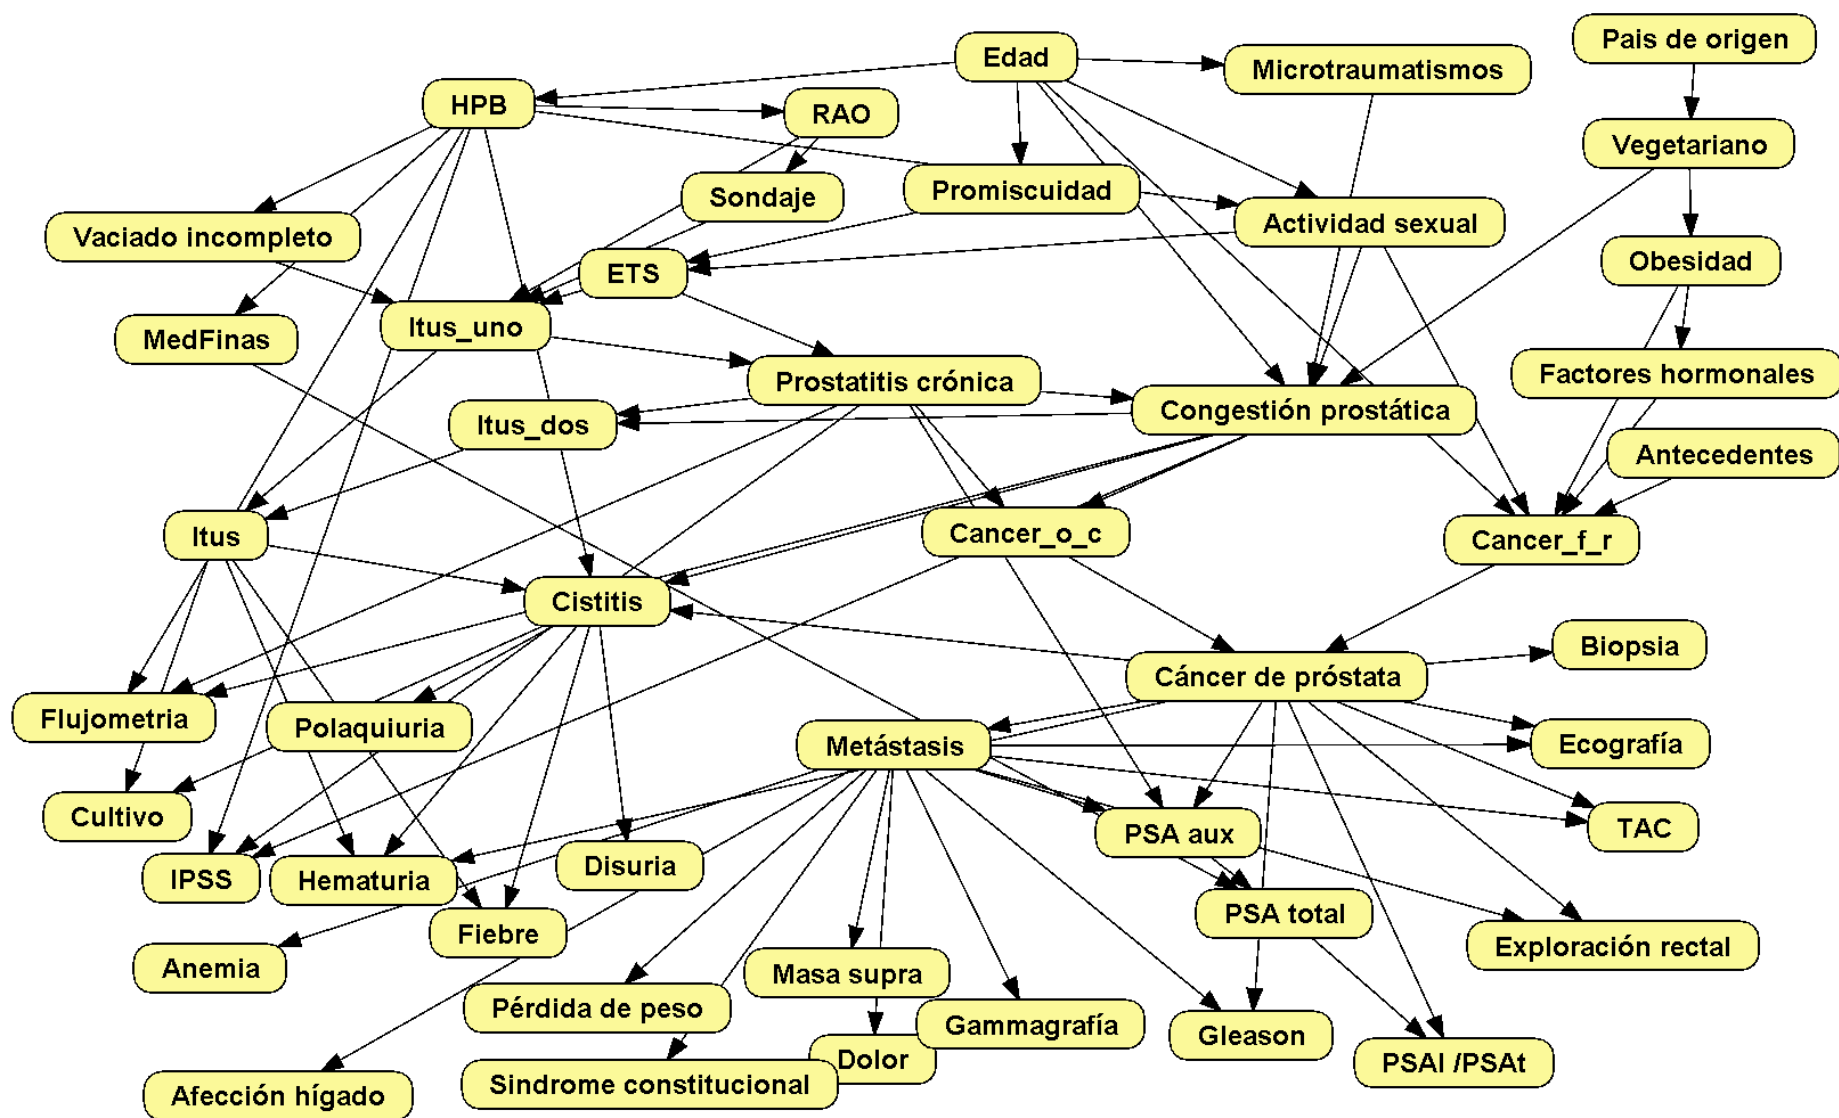 Pais de origen
Edad
Microtraumatismos
HPB
RAO
Vegetariano
Sondaje
Promiscuidad
Actividad sexual
Vaciado incompleto
ETS
Obesidad
MedFinas
Itus_uno
Prostatitis crónica
Factores hormonales
Congestión prostática
Itus_dos
Antecedentes
Itus
Cancer_o_c
Cancer_f_r
Cistitis
Biopsia
Cáncer de próstata
Flujometria
Polaquiuria
Metástasis
Ecografía
Cultivo
PSA aux
TAC
IPSS
Hematuria
Disuria
PSA total
Fiebre
Exploración rectal
Anemia
Masa supra
Pérdida de peso
Gammagrafía
Gleason
Dolor
PSAl /PSAt
Sindrome constitucional
Afección hígado